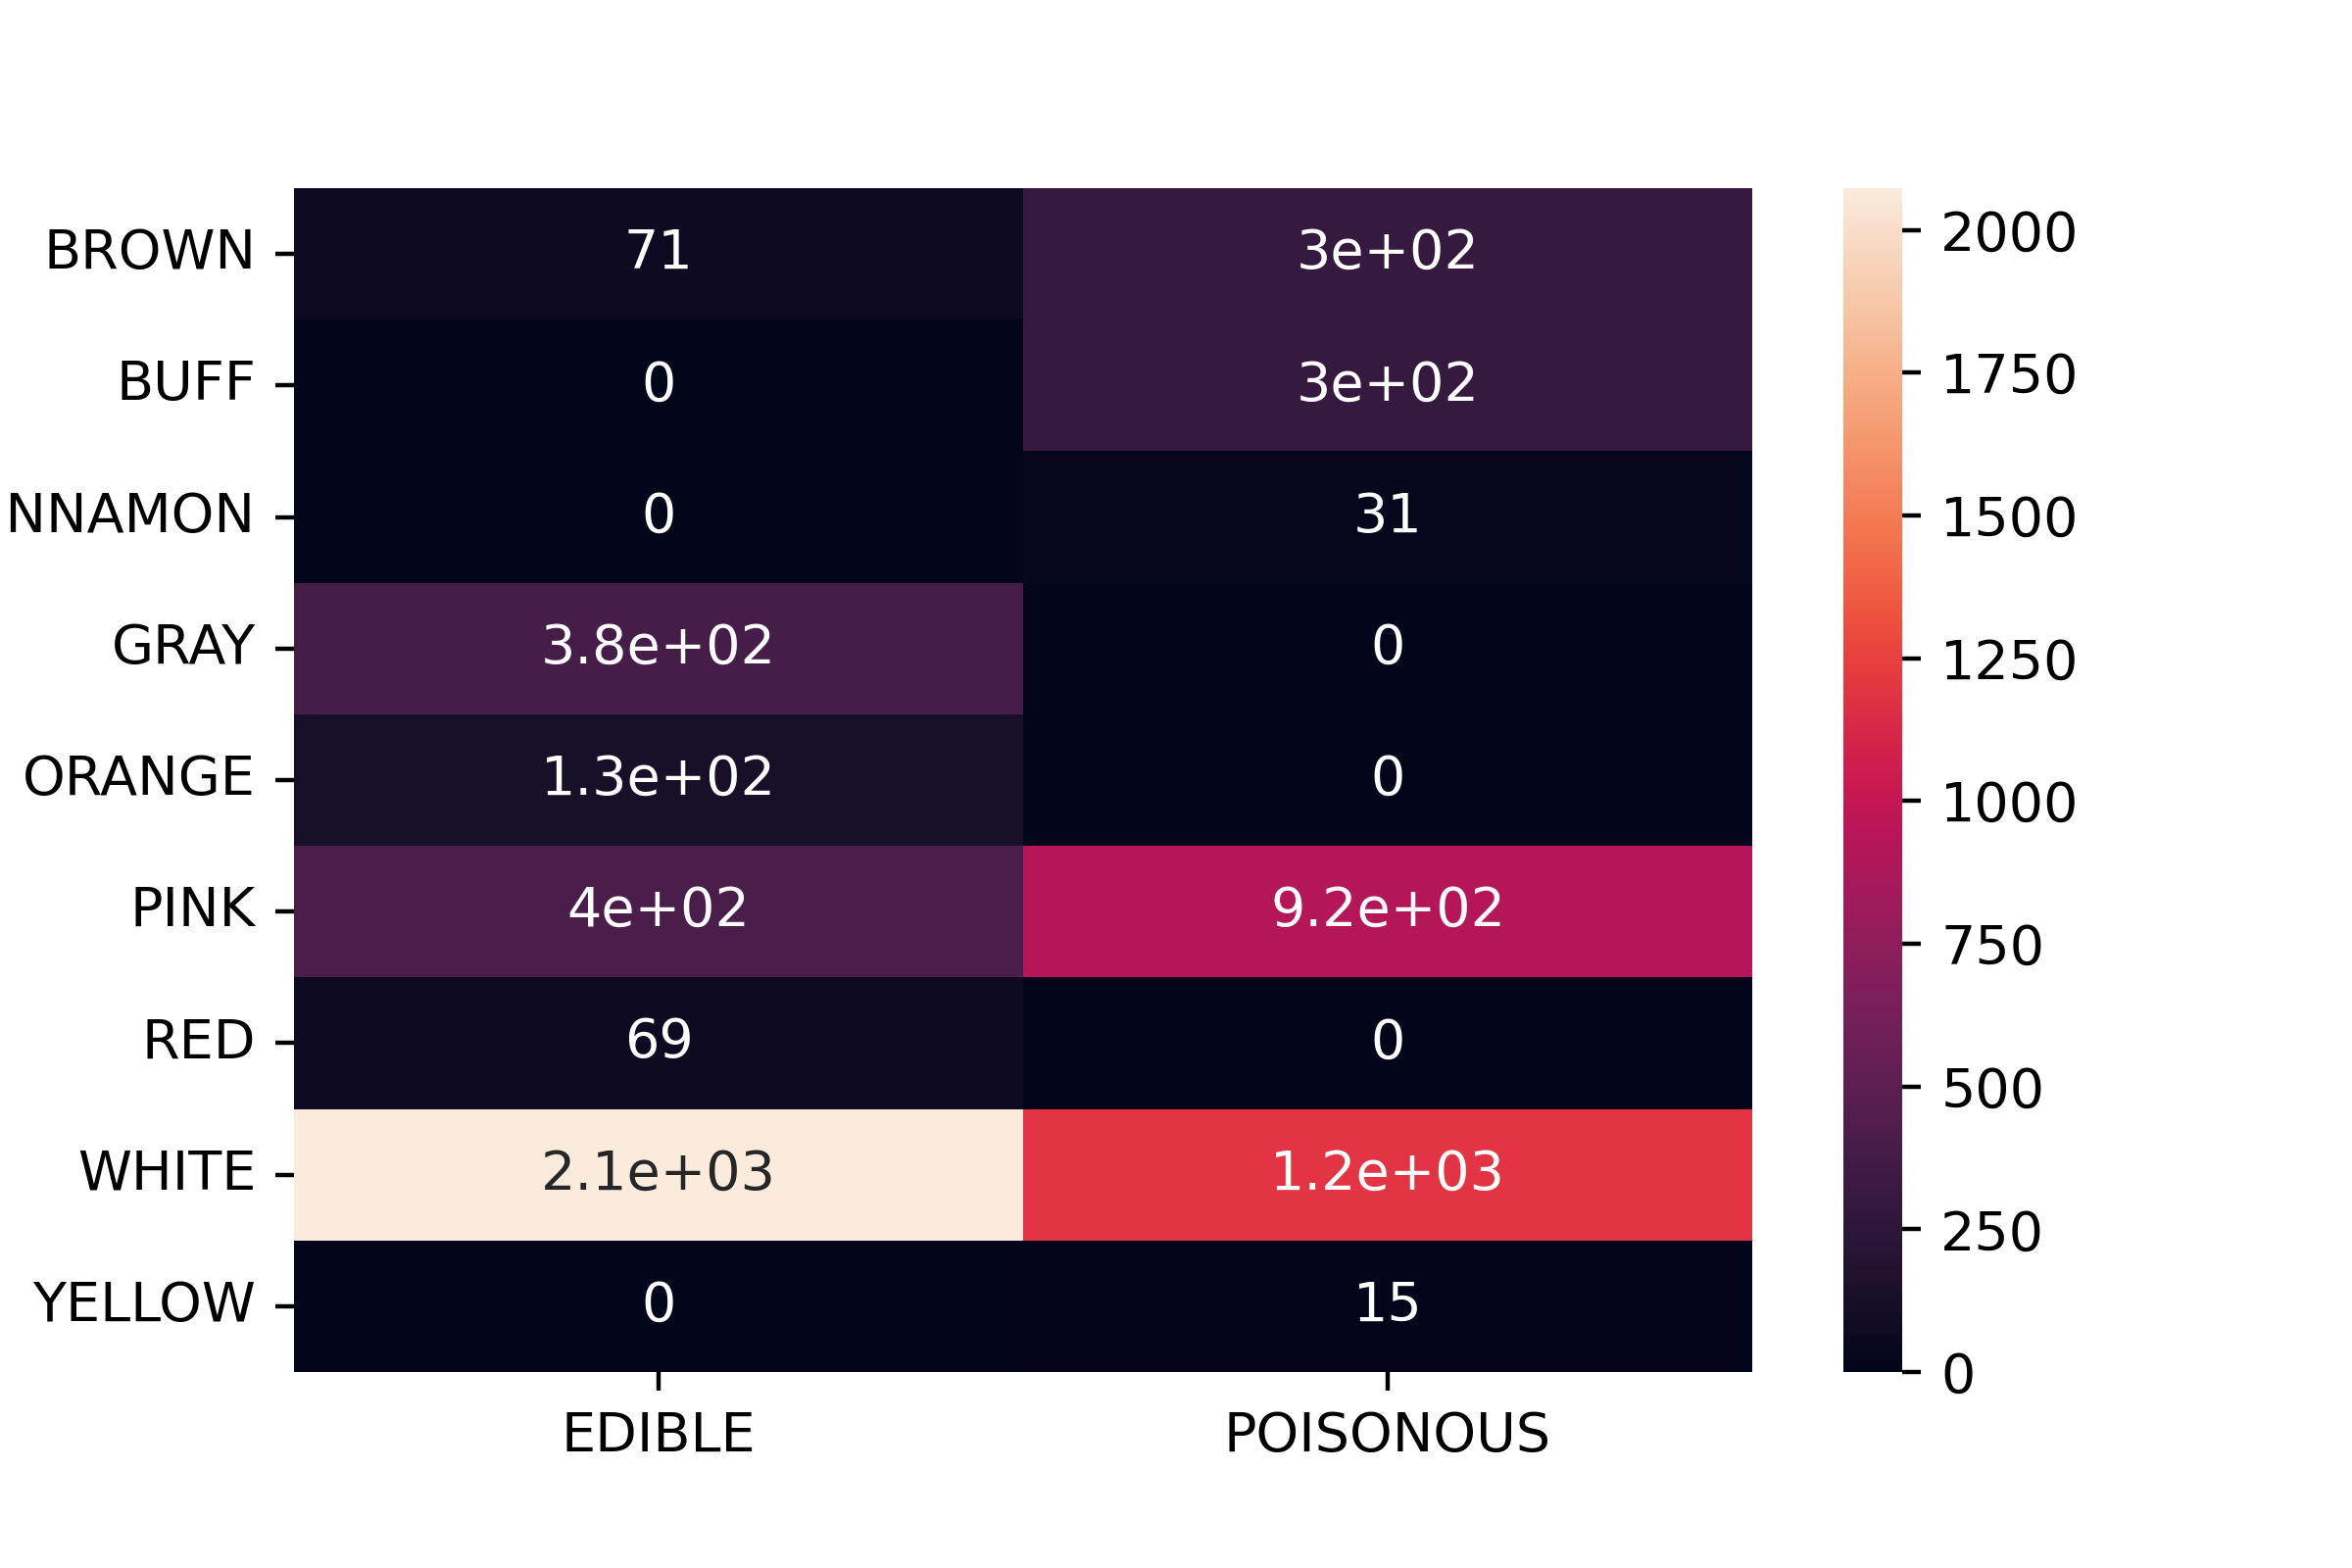 BROWN 71 3e+02 2000
BUFF 0 3e+02 1750
NNAMON 0 31 1500
GRAY 3.8e+02 0 1250
ORANGE 1.3e+02 0 1000
PINK 4e+02 9.2e+02 750
RED 69 0 500
WHITE 2.1e+03 1.2e+03 250
YELLOW 0 15 0
EDIBLE POISONOUS